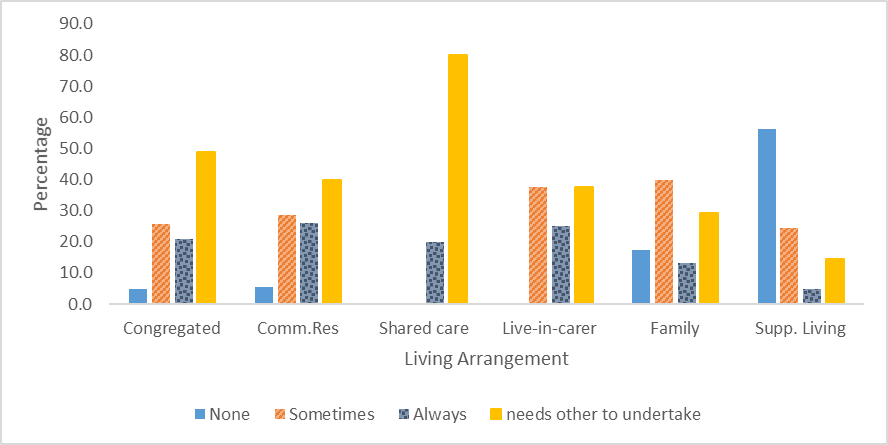 90.0
80.0
70.0
60.0
50.0
40.0
30.0
20.0
10.0
0.0
Percentage
Congregated Comm.Res Shared care Live-in-carer Family Supp. Living
Living Arrangement
None Sometimes Always needs other to undertake